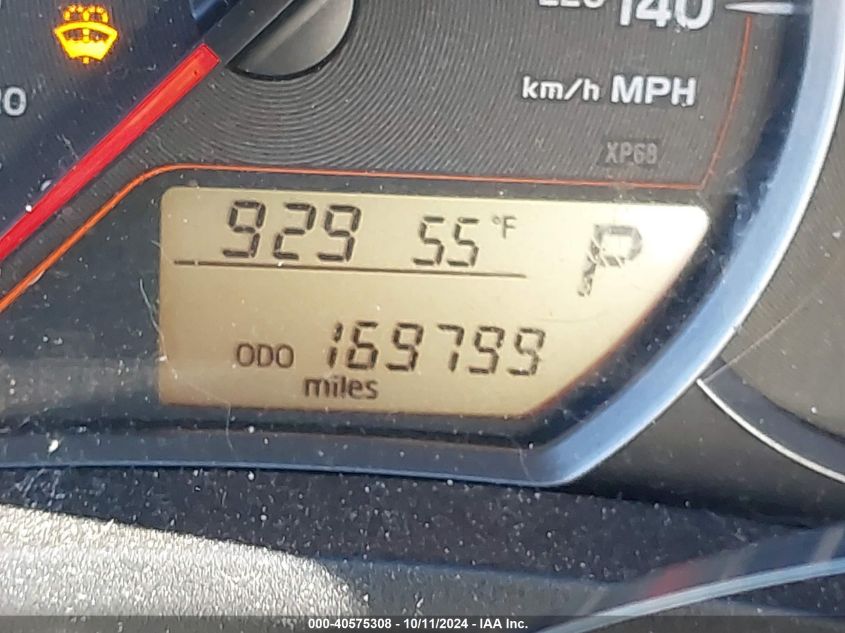 140
km/h MPH
XP68
929 55°F P
ODO 169799
miles
000-40575308 - 10/11/2024 - IAA Inc.